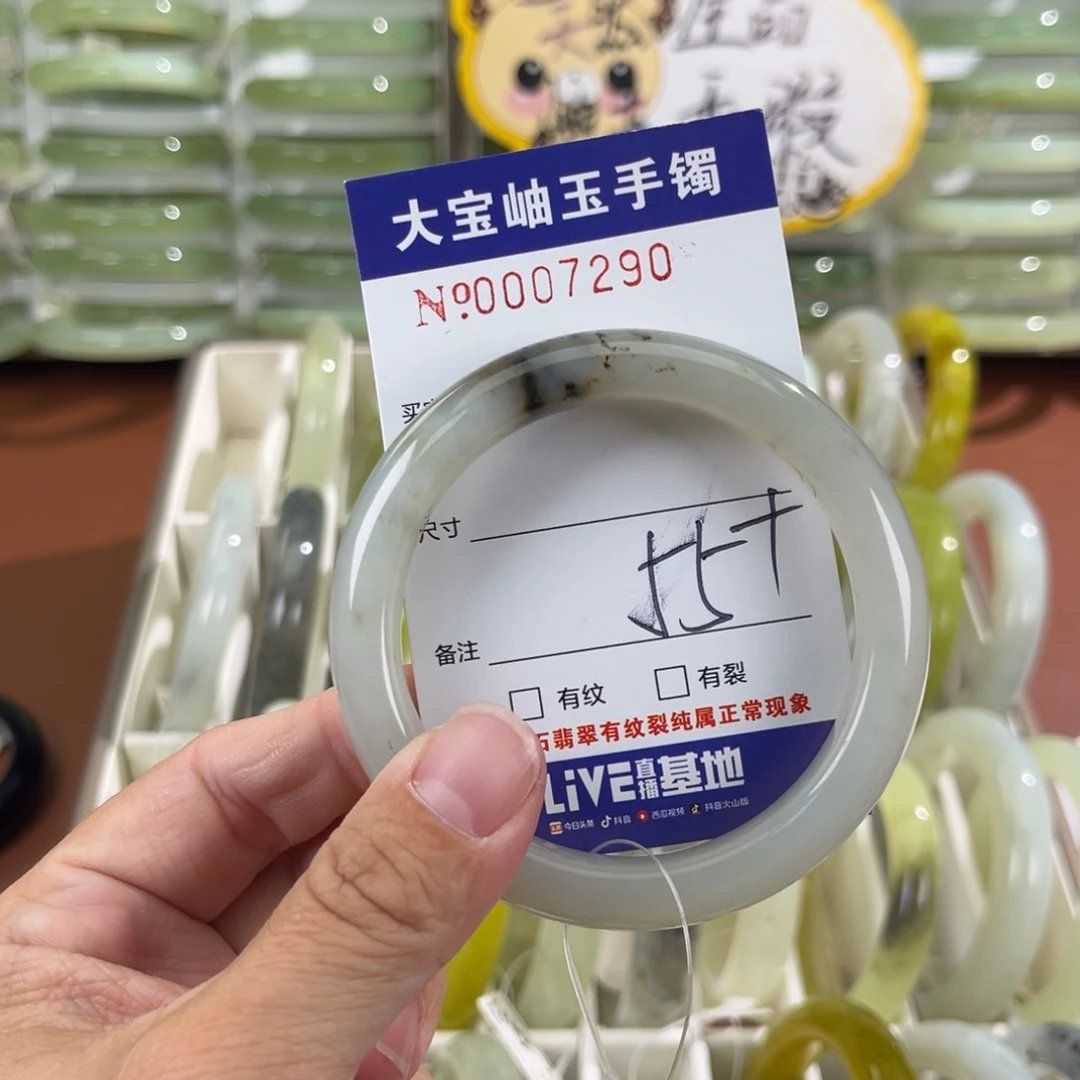 大宝岫玉手镯
Nº0007290
买
尺寸
55+
备注
有纹 有裂
石翡翠有纹裂纯属正常现象
LiVE直播基地
今日头条 抖音 西瓜视频 抖音火山版